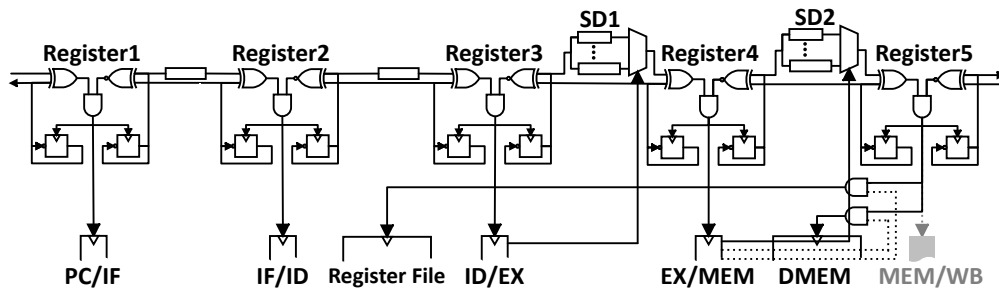 SD1
SD2
Register1
Register2
Register3
Register4
Register5
PC/IF
IF/ID
Register File
ID/EX
EX/MEM
DMEM
MEM/WB